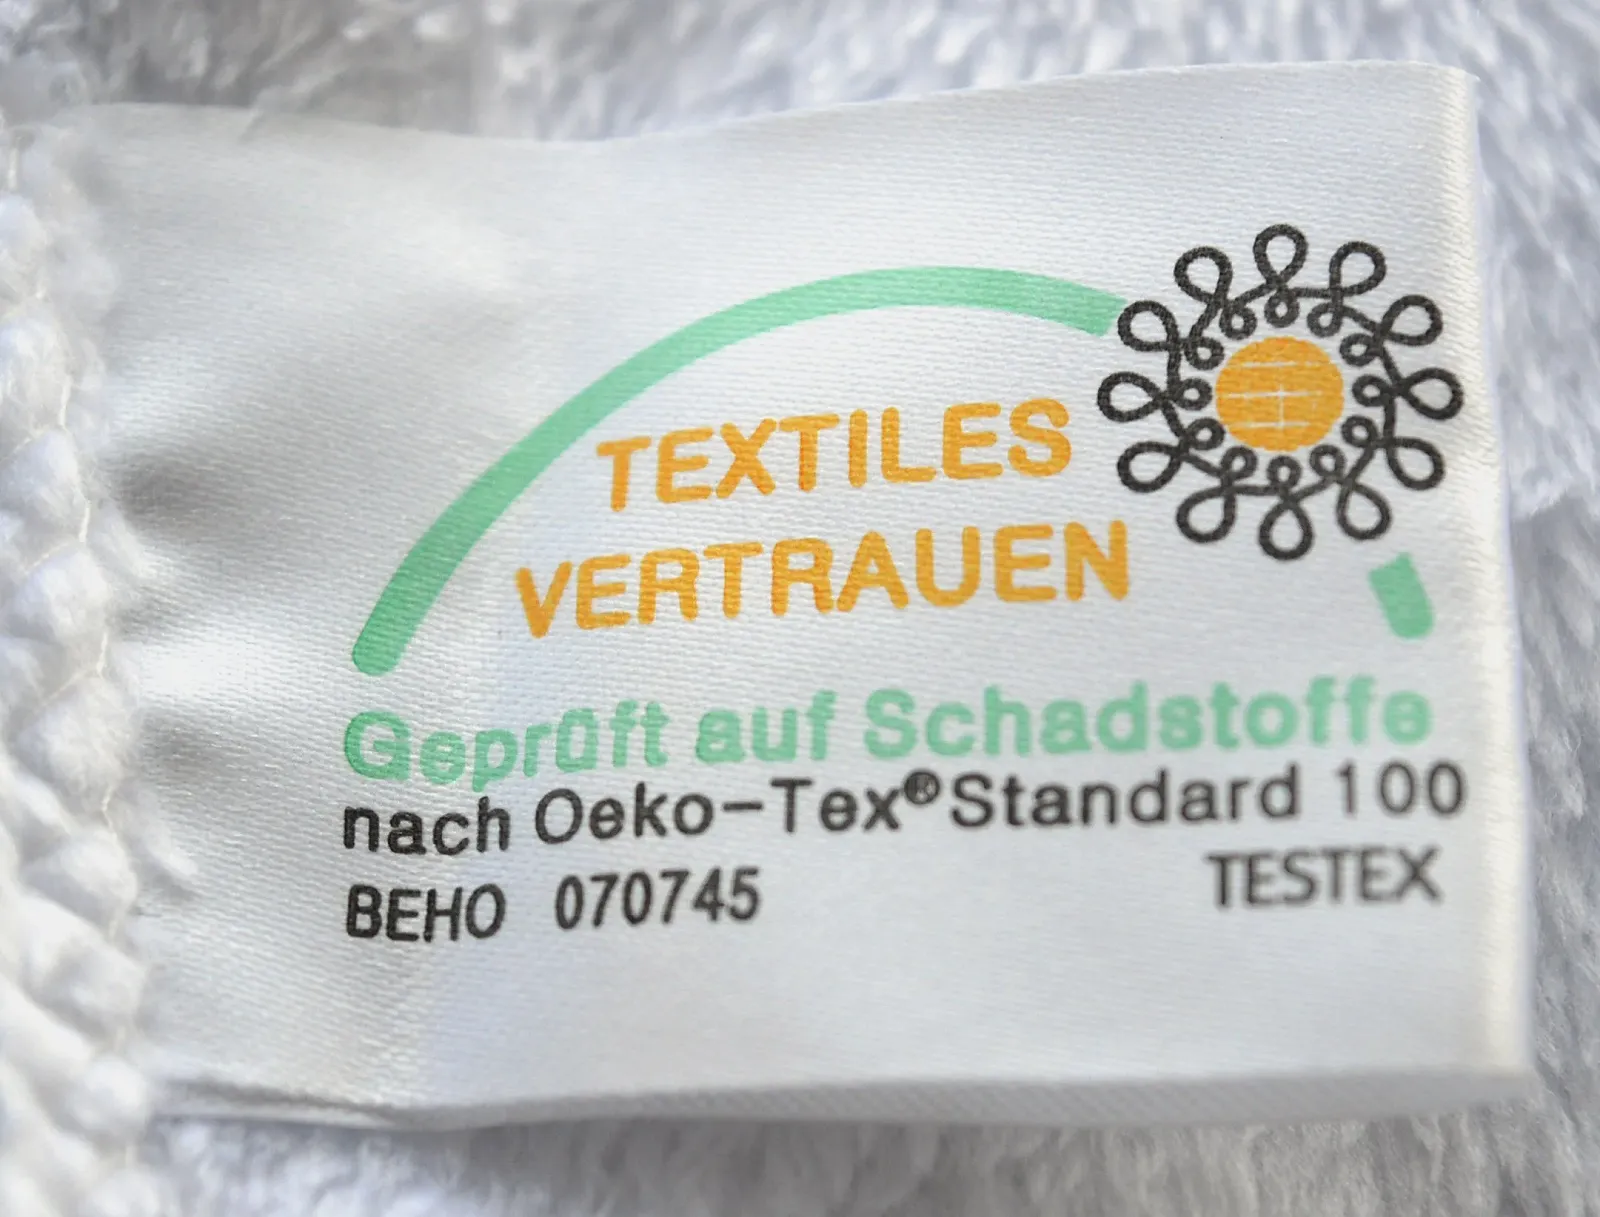 TEXTILES
VERTRAUEN
Geprüft auf Schadstoffe
nach Oeko-Tex® Standard 100
BEHO 070745 TESTEX